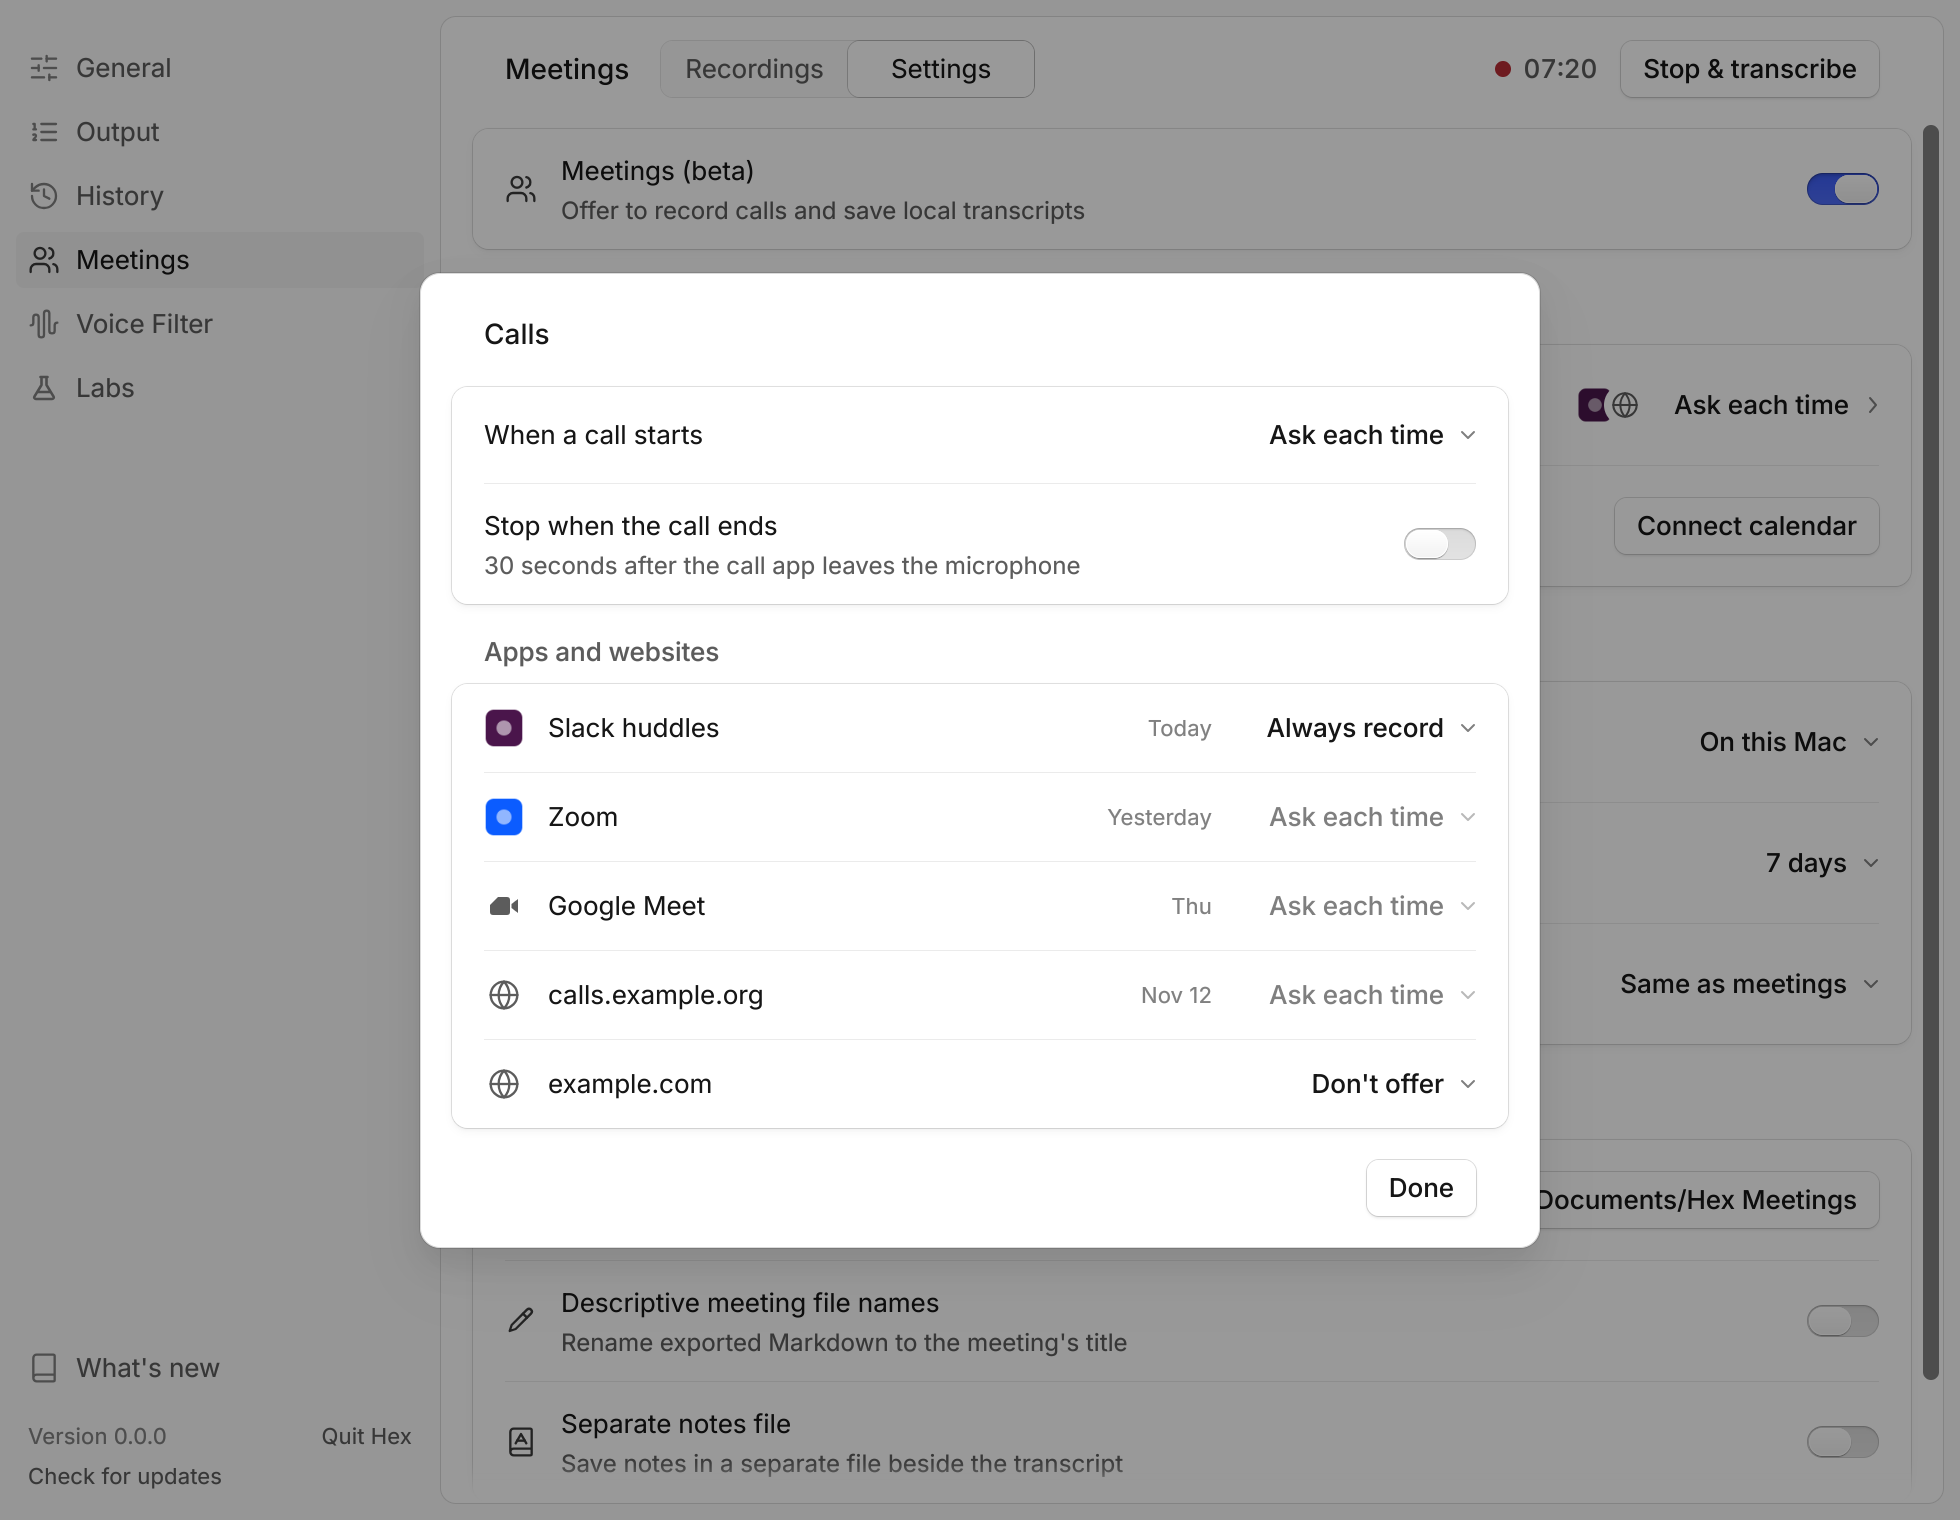 General
Output
History
Meetings
Voice Filter
Labs
What's new
Version 0.0.0
Quit Hex
Check for updates
Meetings
Recordings
Settings
07:20
Stop & transcribe
Meetings (beta)
Offer to record calls and save local transcripts
Ask each time
Connect calendar
On this Mac
7 days
Same as meetings
Documents/Hex Meetings
Descriptive meeting file names
Rename exported Markdown to the meeting's title
Separate notes file
Save notes in a separate file beside the transcript
Calls
When a call starts
Ask each time
Stop when the call ends
30 seconds after the call app leaves the microphone
Apps and websites
Slack huddles
Today
Always record
Zoom
Yesterday
Ask each time
Google Meet
Thu
Ask each time
calls.example.org
Nov 12
Ask each time
example.com
Don't offer
Done